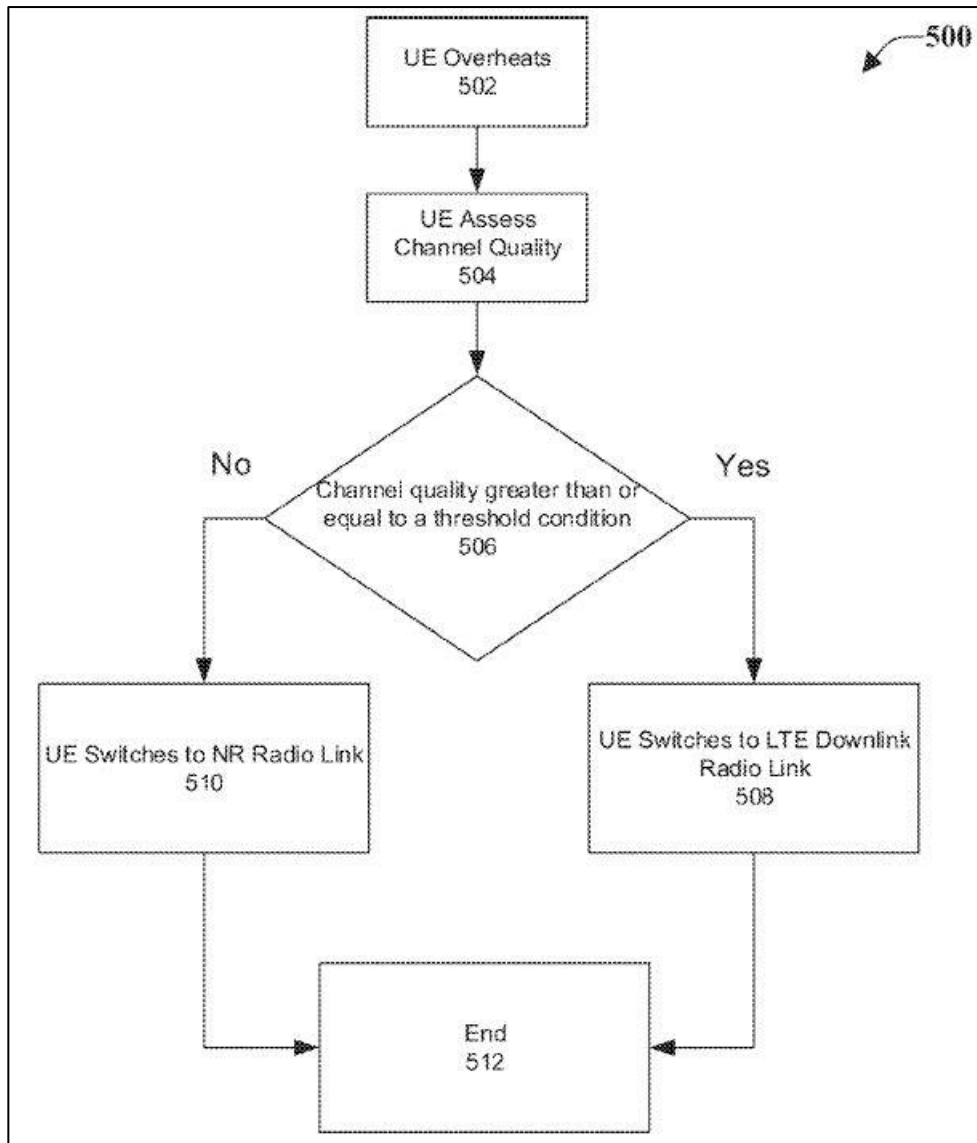 500
UE Overheats
502
UE Assess
Channel Quality
504
No
Yes
Channel quality greater than or
equal to a threshold condition
506
UE Switches to NR Radio Link
510
UE Switches to LTE Downlink
Radio Link
508
End
512